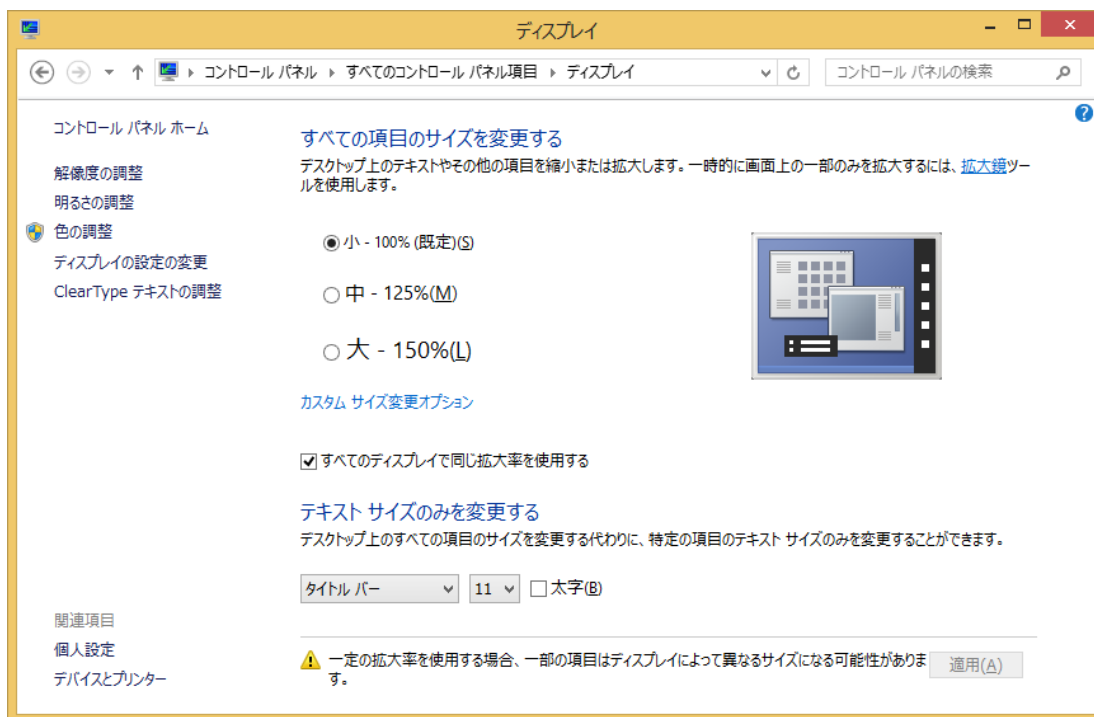 ディスプレイ
コントロール パネル ▸ すべてのコントロール パネル項目 ▸ ディスプレイ
コントロール パネルの検索
コントロール パネル ホーム
解像度の調整
明るさの調整
色の調整
ディスプレイの設定の変更
ClearType テキストの調整
すべての項目のサイズを変更する
デスクトップ上のテキストやその他の項目を縮小または拡大します。一時的に画面上の一部のみを拡大するには、拡大鏡ツー
ルを使用します。
小 - 100% (既定)(S)
中 - 125%(M)
大 - 150%(L)
カスタム サイズ変更オプション
すべてのディスプレイで同じ拡大率を使用する
テキスト サイズのみを変更する
デスクトップ上のすべての項目のサイズを変更する代わりに、特定の項目のテキスト サイズのみを変更することができます。
タイトル バー 11 太字(B)
関連項目
個人設定
デバイスとプリンター
一定の拡大率を使用する場合、一部の項目はディスプレイによって異なるサイズになる可能性がありま
す。
適用(A)